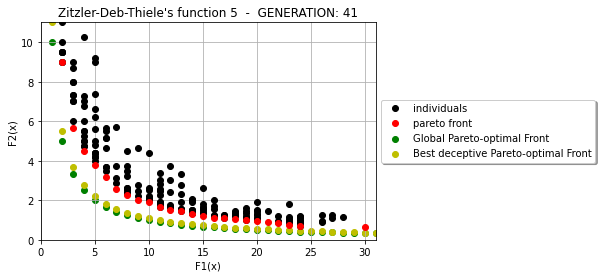 Zitzler-Deb-Thiele's function 5 - GENERATION: 41
F2(x)
10
8
6
4
2
0
0 5 10 15 20 25 30
F1(x)
individuals
pareto front
Global Pareto-optimal Front
Best deceptive Pareto-optimal Front